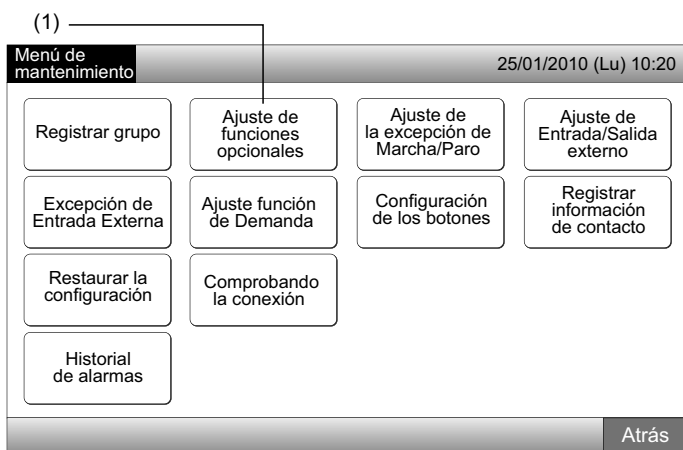 (1)
Menú de
mantenimiento
25/01/2010 (Lu) 10:20
Registrar grupo
Ajuste de
funciones
opcionales
Ajuste de
la excepción de
Marcha/Paro
Ajuste de
Entrada/Salida
externo
Excepción de
Entrada Externa
Ajuste función
de Demanda
Configuración
de los botones
Registrar
información
de contacto
Restaurar la
configuración
Comprobando
la conexión
Historial
de alarmas
Atrás